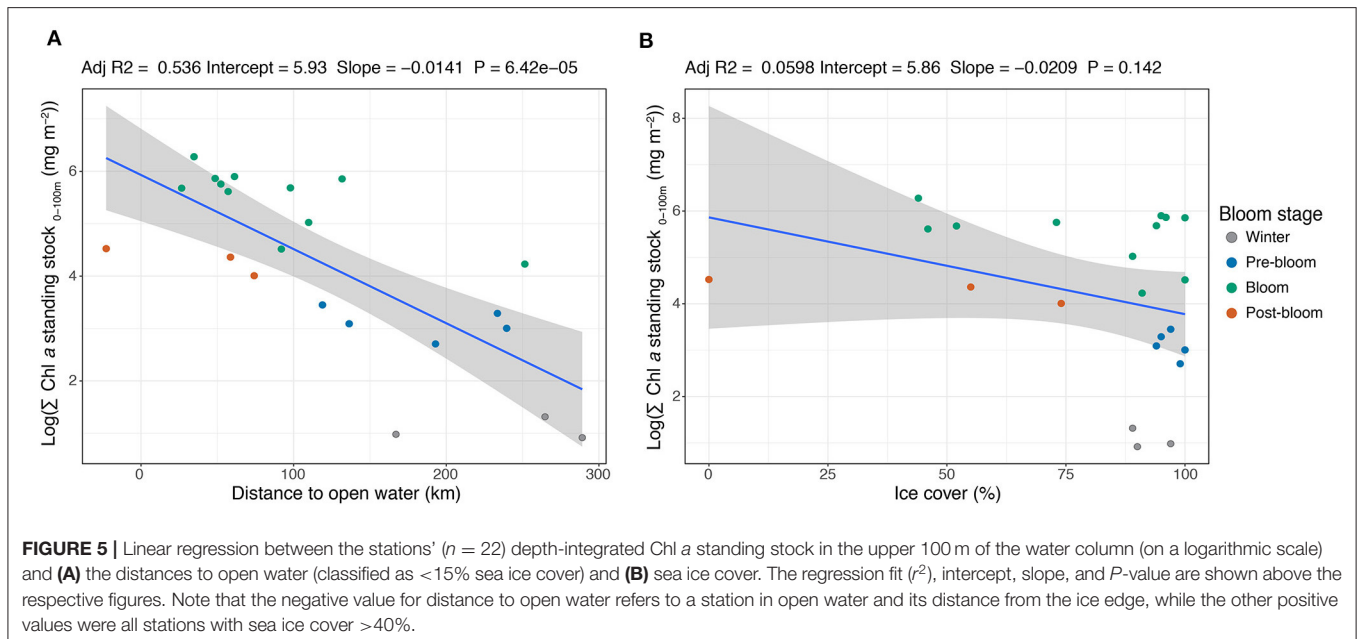 A
Adj R2 = 0.536 Intercept = 5.93 Slope = −0.0141 P = 6.42e−05
Log(Σ Chl a standing stock 0−100m (mg m⁻²))
6
4
2
0
100
200
300
Distance to open water (km)
B
Adj R2 = 0.0598 Intercept = 5.86 Slope = −0.0209 P = 0.142
Log(Σ Chl a standing stock 0−100m (mg m⁻²))
8
6
4
2
0
25
50
75
100
Ice cover (%)
Bloom stage
Winter
Pre−bloom
Bloom
Post−bloom
FIGURE 5 | Linear regression between the stations' (n = 22) depth-integrated Chl a standing stock in the upper 100 m of the water column (on a logarithmic scale)
and (A) the distances to open water (classified as <15% sea ice cover) and (B) sea ice cover. The regression fit (r²), intercept, slope, and P-value are shown above the
respective figures. Note that the negative value for distance to open water refers to a station in open water and its distance from the ice edge, while the other positive
values were all stations with sea ice cover >40%.